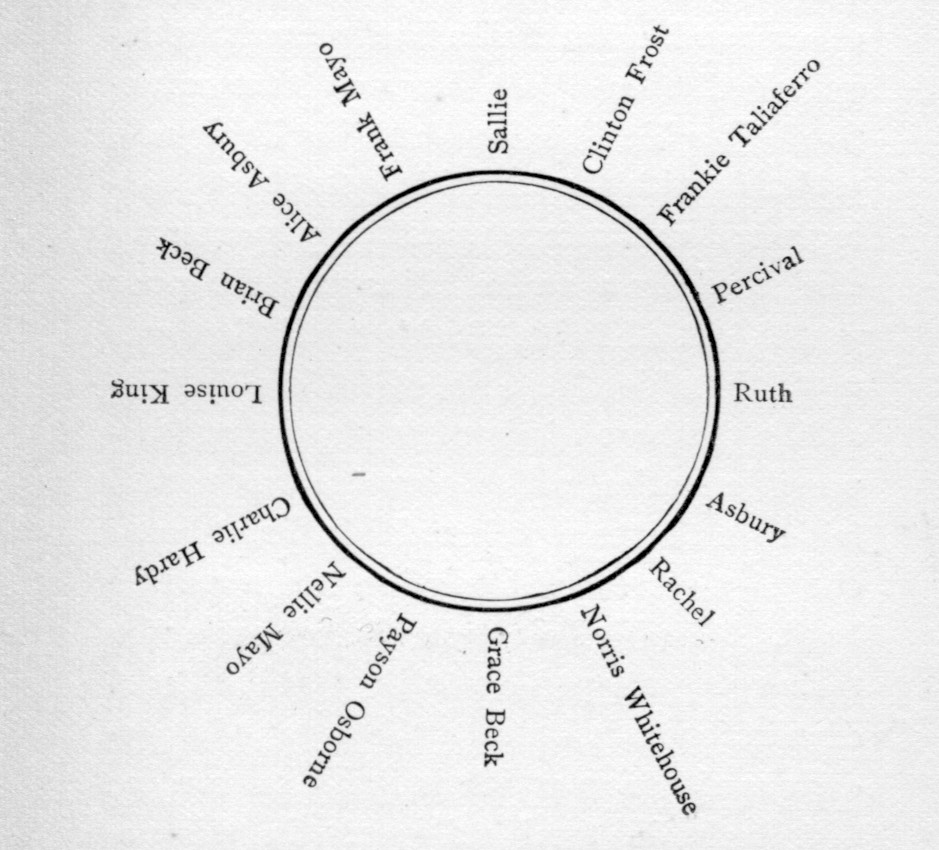 Sallie
Clinton Frost
Frankie Taliaferro
Percival
Ruth
Asbury
Rachel
Norris Whitehouse
Grace Beck
Payson Osborne
Nellie Mayo
Charlie Hardy
Louise King
Brian Beck
Alice Asbury
Frank Mayo